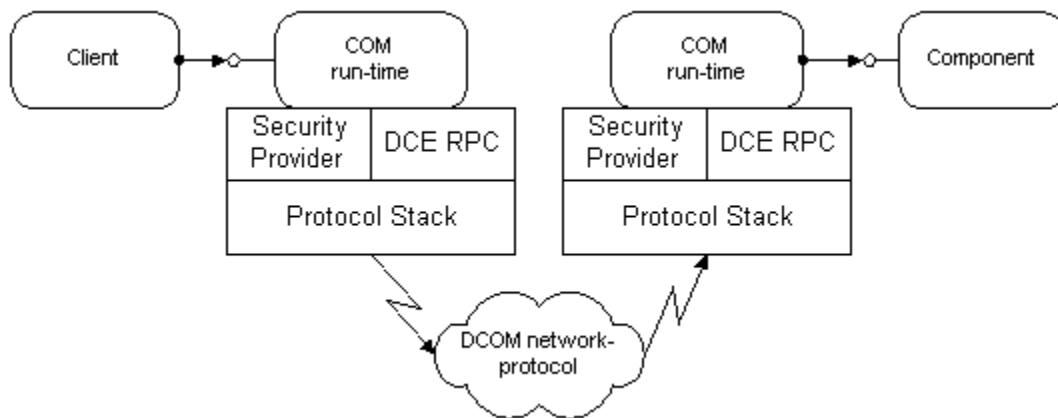 Client
COM
run-time
COM
run-time
Component
Security
Provider
DCE RPC
Security
Provider
DCE RPC
Protocol Stack
Protocol Stack
DCOM network-
protocol